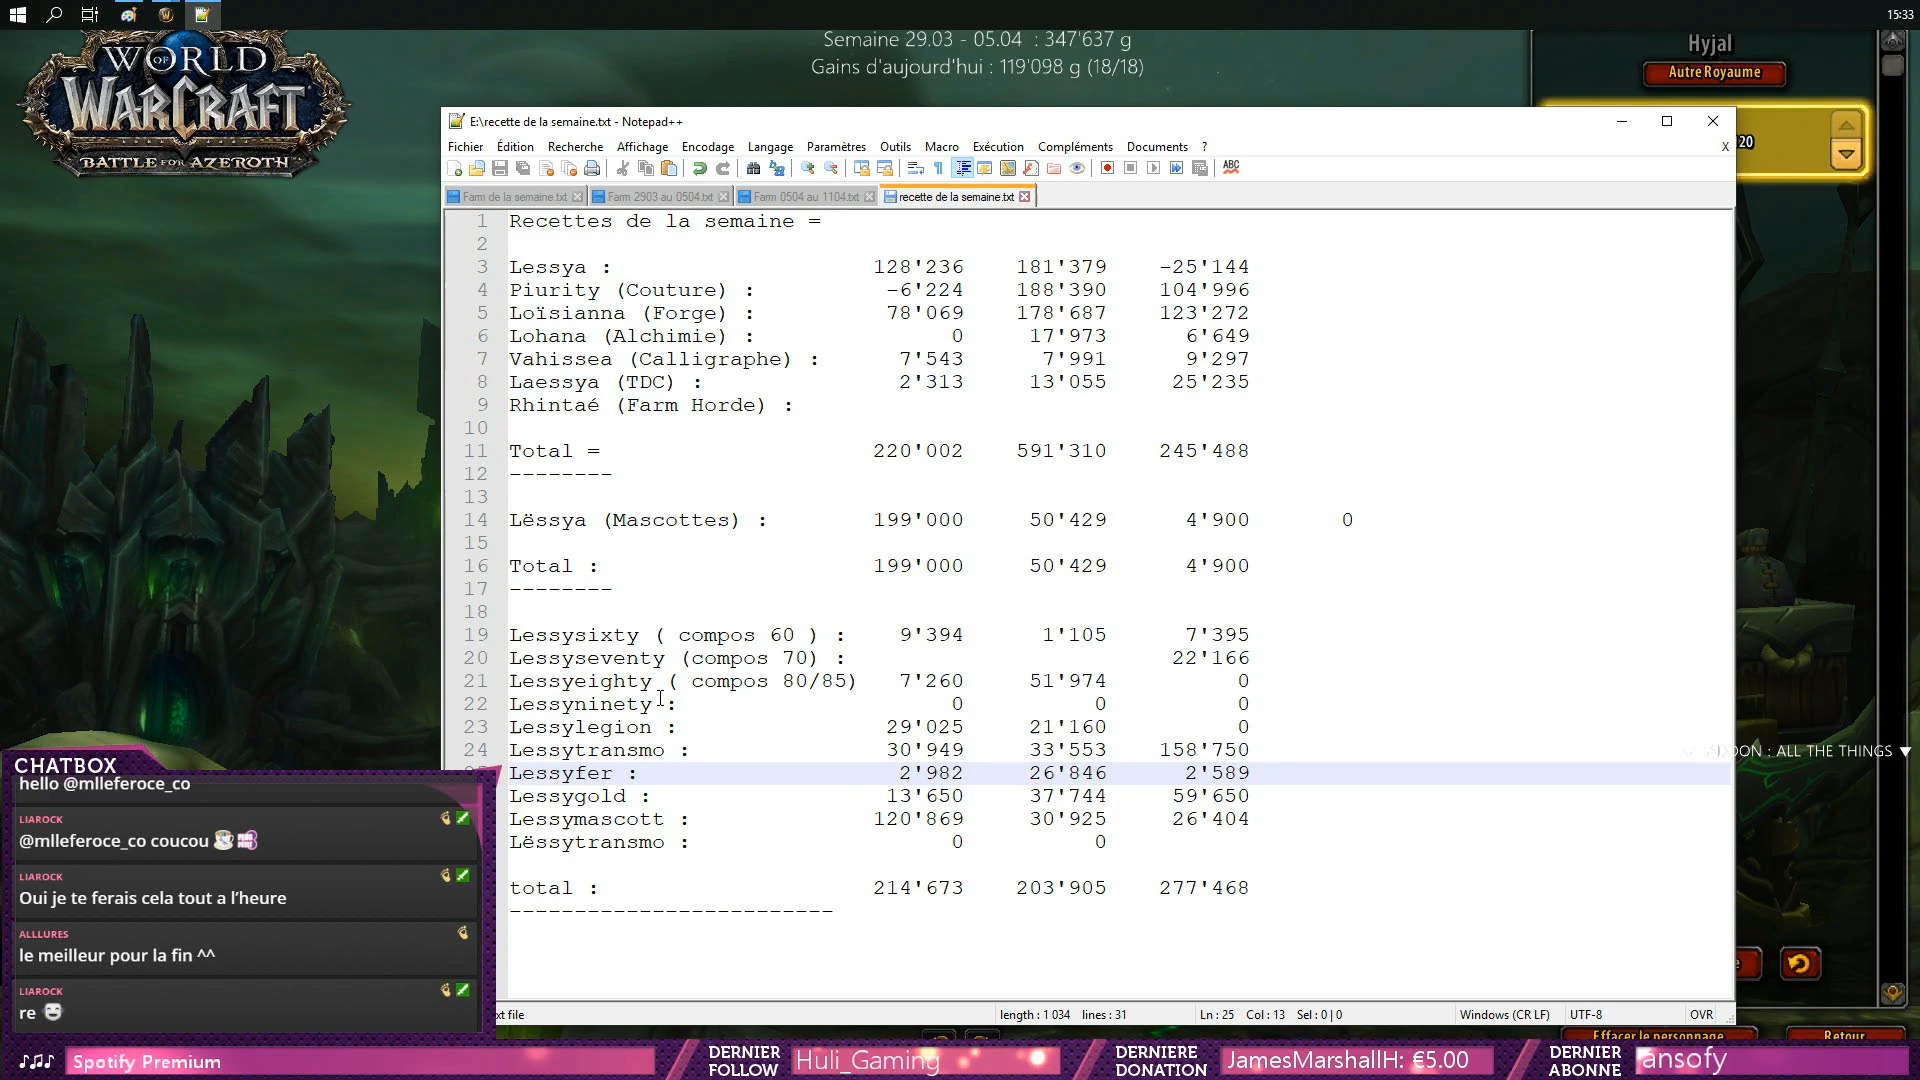 15:33
WORLD OF WARCRAFT
BATTLE FOR AZEROTH
Semaine 29.03 - 05.04 : 347'637 g
Gains d'aujourd'hui : 119'098 g (18/18)
Hyjal
Autre Royaume
20
E:\recette de la semaine.txt - Notepad++
Fichier Édition Recherche Affichage Encodage Langage Paramètres Outils Macro Exécution Compléments Documents ? X
Farm de la semaine.txt Farm 2903 au 0504.txt Farm 0504 au 1104.txt recette de la semaine.txt
1 Recettes de la semaine =
2
3 Lessya : 128'236 181'379 -25'144
4 Piurity (Couture) : -6'224 188'390 104'996
5 Loïsianna (Forge) : 78'069 178'687 123'272
6 Lohana (Alchimie) : 0 17'973 6'649
7 Vahissea (Calligraphe) : 7'543 7'991 9'297
8 Laessya (TDC) : 2'313 13'055 25'235
9 Rhintaé (Farm Horde) :
10
11 Total = 220'002 591'310 245'488
12 --------
13
14 Lëssya (Mascottes) : 199'000 50'429 4'900 0
15
16 Total : 199'000 50'429 4'900
17 --------
18
19 Lessysixty ( compos 60 ) : 9'394 1'105 7'395
20 Lessyseventy (compos 70) : 22'166
21 Lessyeighty ( compos 80/85) 7'260 51'974 0
22 Lessyninety : 0 0 0
23 Lessylegion : 29'025 21'160 0
24 Lessytransmo : 30'949 33'553 158'750
Lessyfer : 2'982 26'846 2'589
Lessygold : 13'650 37'744 59'650
Lessymascott : 120'869 30'925 26'404
Lëssytransmo : 0 0
total : 214'673 203'905 277'468
-------------------------
xt file length : 1 034 lines : 31 Ln : 25 Col : 13 Sel : 0 | 0 Windows (CR LF) UTF-8 OVR
DON : ALL THE THINGS
CHATBOX
hello @mlleferoce_co
LIAROCK
@mlleferoce_co coucou
LIAROCK
Oui je te ferais cela tout a l'heure
ALLLURES
le meilleur pour la fin ^^
LIAROCK
re
Effacer le personnage
Retour
Spotify Premium
DERNIER FOLLOW
Huli_Gaming
DERNIERE DONATION
JamesMarshallH: €5.00
DERNIER ABONNE
ansofy